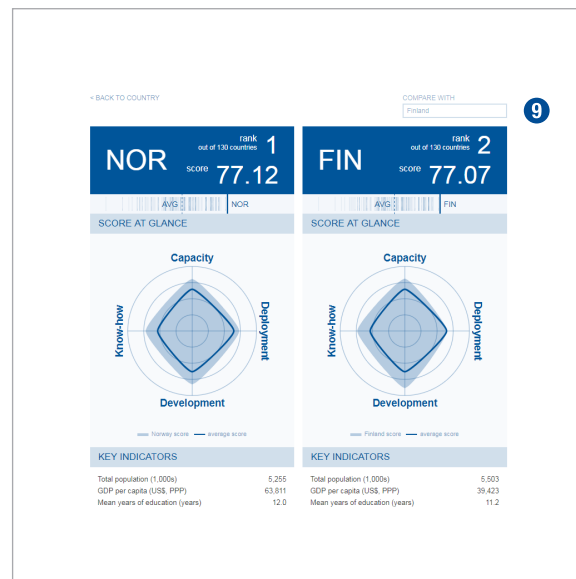 < BACK TO COUNTRY
COMPARE WITH
Finland
9
NOR
rank 1
out of 130 countries
score 77.12
AVG NOR
SCORE AT GLANCE
Capacity
Know-how
Deployment
Development
Norway score average score
KEY INDICATORS
Total population (1,000s) 5,255
GDP per capita (US$, PPP) 63,811
Mean years of education (years) 12.0
FIN
rank 2
out of 130 countries
score 77.07
AVG FIN
SCORE AT GLANCE
Capacity
Know-how
Deployment
Development
Finland score average score
KEY INDICATORS
Total population (1,000s) 5,503
GDP per capita (US$, PPP) 39,423
Mean years of education (years) 11.2